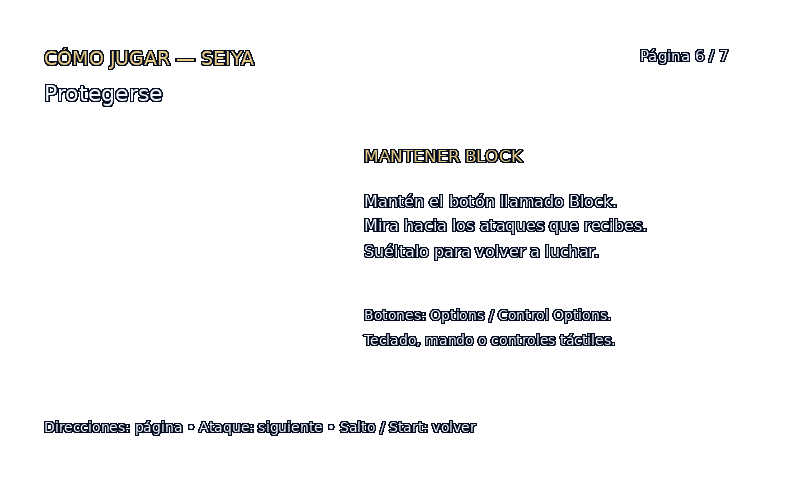 CÓMO JUGAR — SEIYA
Página 6 / 7
Protegerse
MANTENER BLOCK
Mantén el botón llamado Block.
Mira hacia los ataques que recibes.
Suéltalo para volver a luchar.
Botones: Options / Control Options.
Teclado, mando o controles táctiles.
Direcciones: página • Ataque: siguiente • Salto / Start: volver